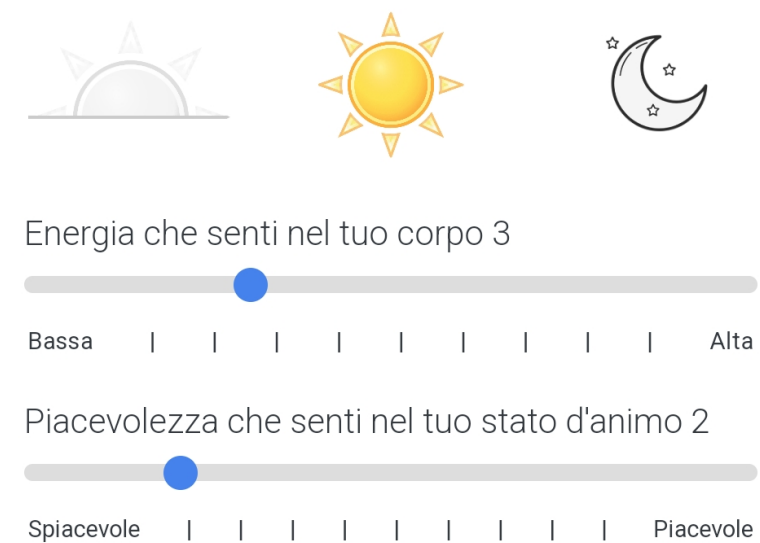 Energia che senti nel tuo corpo 3
Bassa | | | | | | | | | Alta
Piacevolezza che senti nel tuo stato d'animo 2
Spiacevole | | | | | | | | | Piacevole